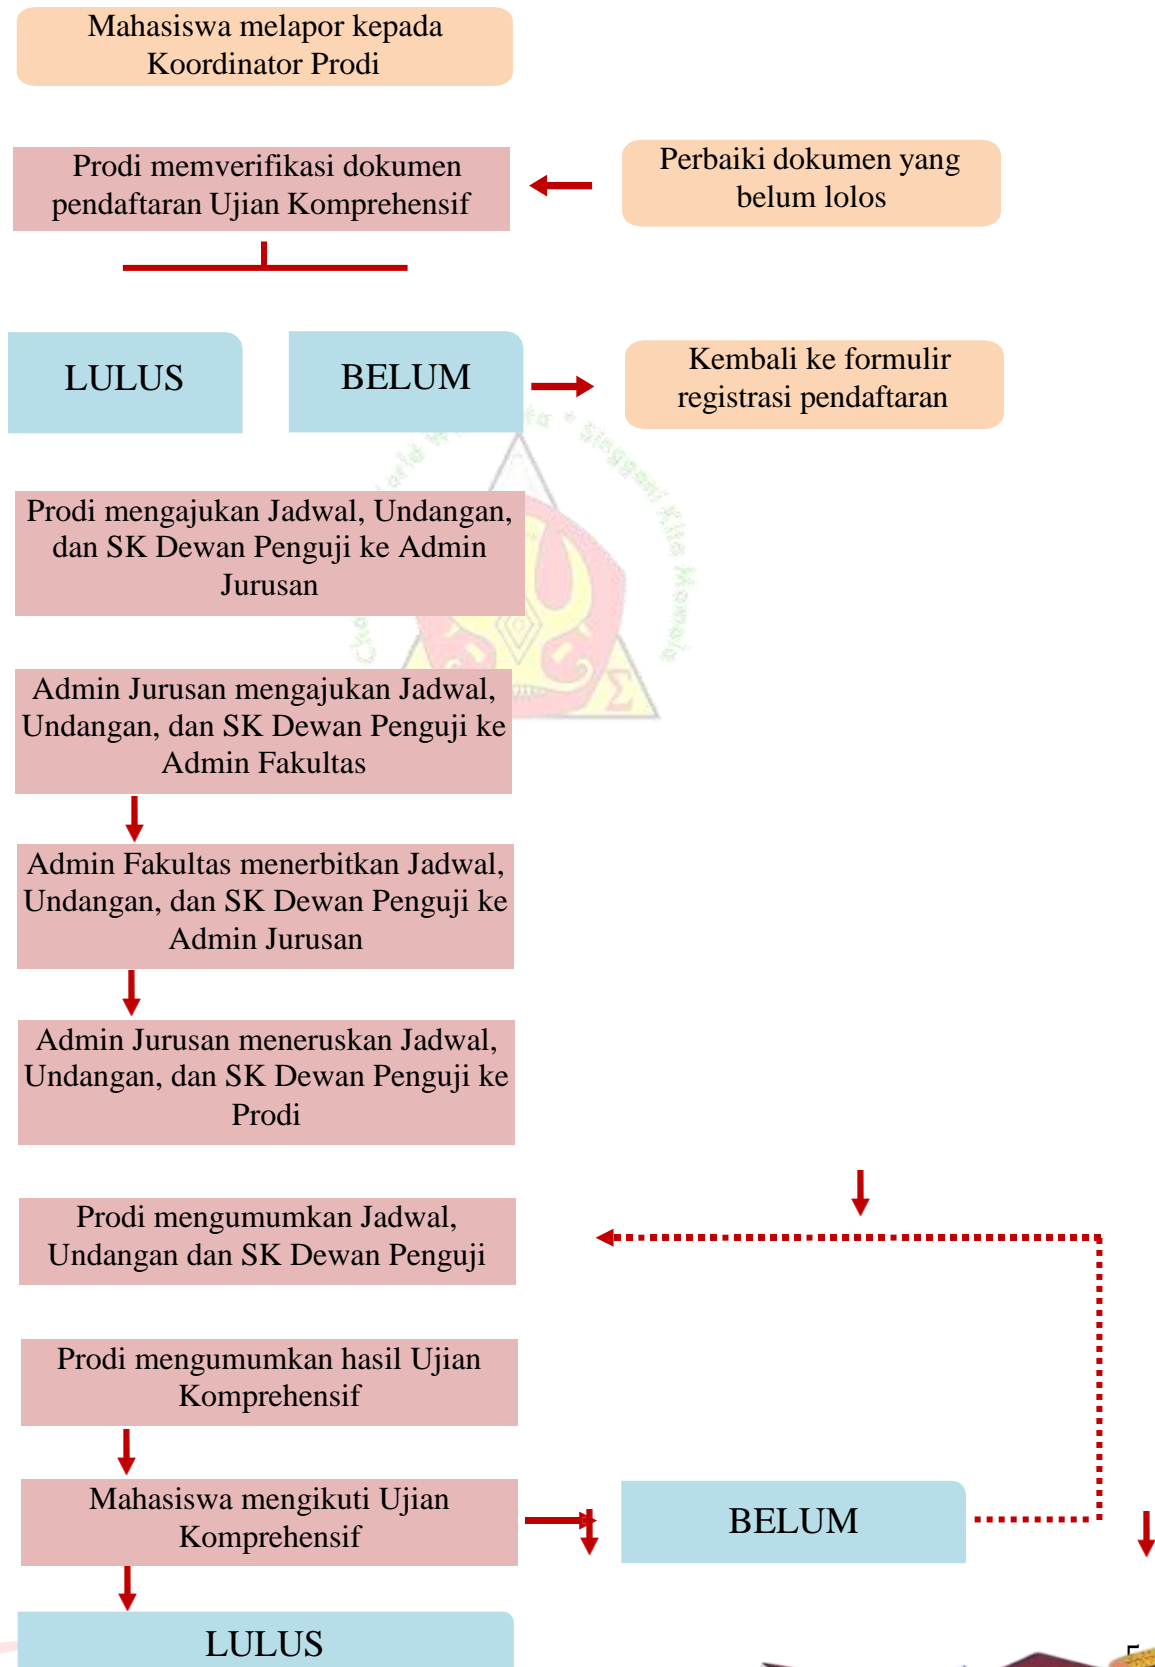 Mahasiswa melapor kepada
Koordinator Prodi
Prodi memverifikasi dokumen
pendaftaran Ujian Komprehensif
Perbaiki dokumen yang
belum lolos
LULUS
BELUM
Kembali ke formulir
registrasi pendaftaran
Prodi mengajukan Jadwal, Undangan,
dan SK Dewan Penguji ke Admin
Jurusan
Admin Jurusan mengajukan Jadwal,
Undangan, dan SK Dewan Penguji ke
Admin Fakultas
Σ
Admin Fakultas menerbitkan Jadwal,
Undangan, dan SK Dewan Penguji ke
Admin Jurusan
Admin Jurusan meneruskan Jadwal,
Undangan, dan SK Dewan Penguji ke
Prodi
Prodi mengumumkan Jadwal,
Undangan dan SK Dewan Penguji
Prodi mengumumkan hasil Ujian
Komprehensif
Mahasiswa mengikuti Ujian
Komprehensif
BELUM
LULUS